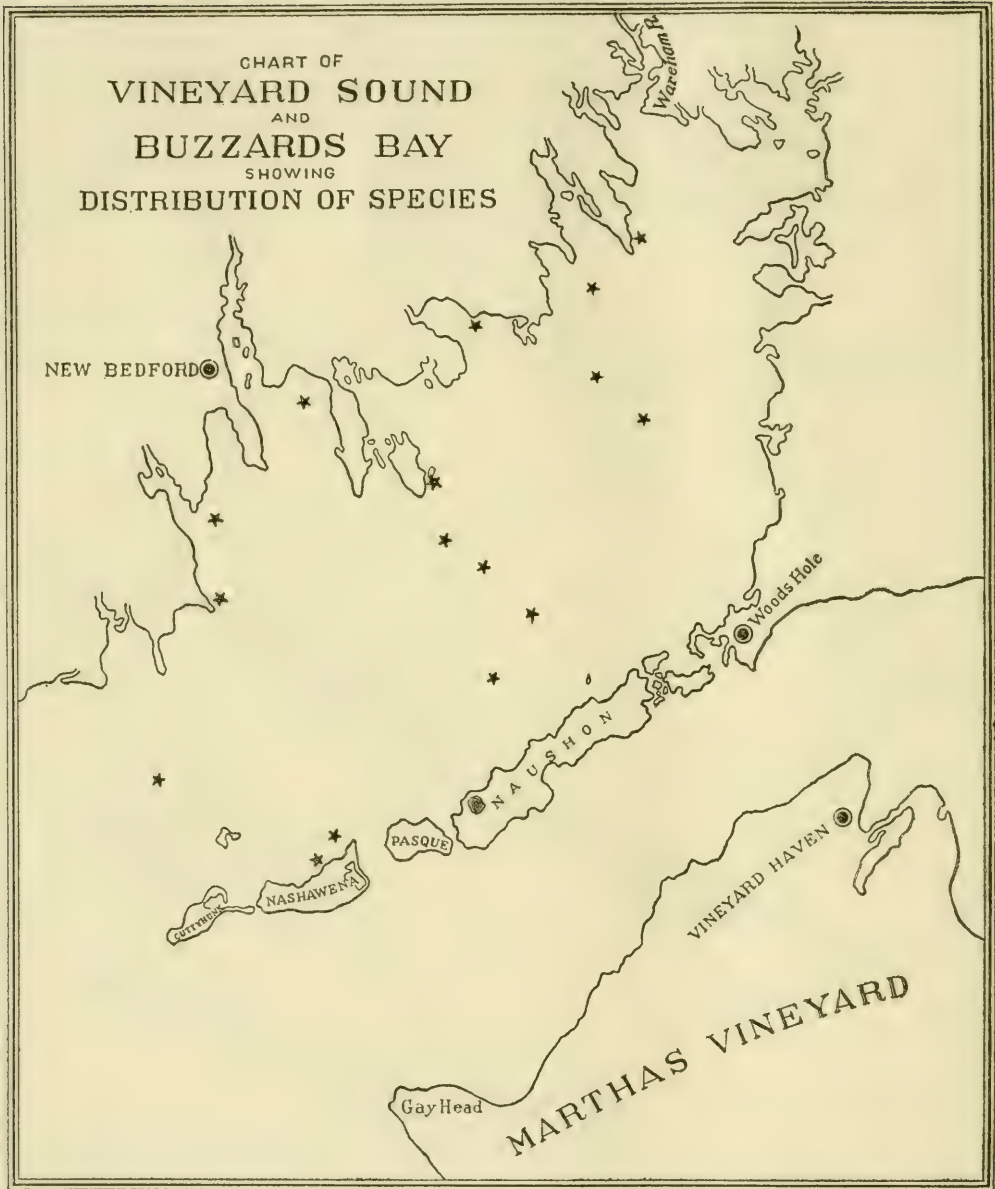 CHART OF
VINEYARD SOUND
AND
BUZZARDS BAY
SHOWING
DISTRIBUTION OF SPECIES
Wareham R.
NEW BEDFORD
Woods Hole
NAUSHON
PASQUE
NASHAWENA
CUTTYHUNK
VINEYARD HAVEN
MARTHAS VINEYARD
Gay Head